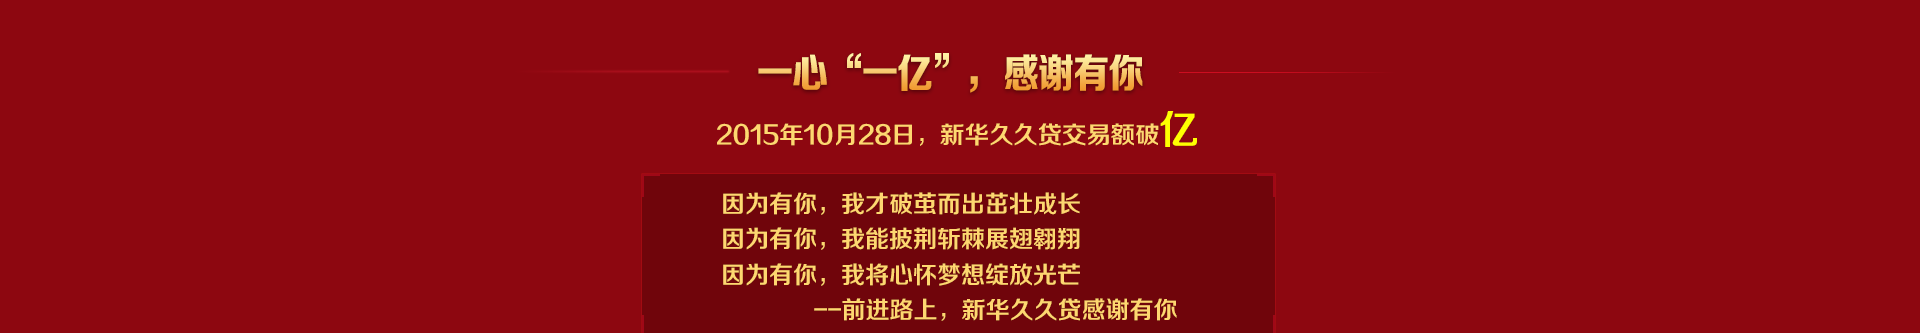 一心“一亿”，感谢有你
2015年10月28日，新华久久贷交易额破亿
因为有你，我才破茧而出茁壮成长
因为有你，我能披荆斩棘展翅翱翔
因为有你，我将心怀梦想绽放光芒
--前进路上，新华久久贷感谢有你